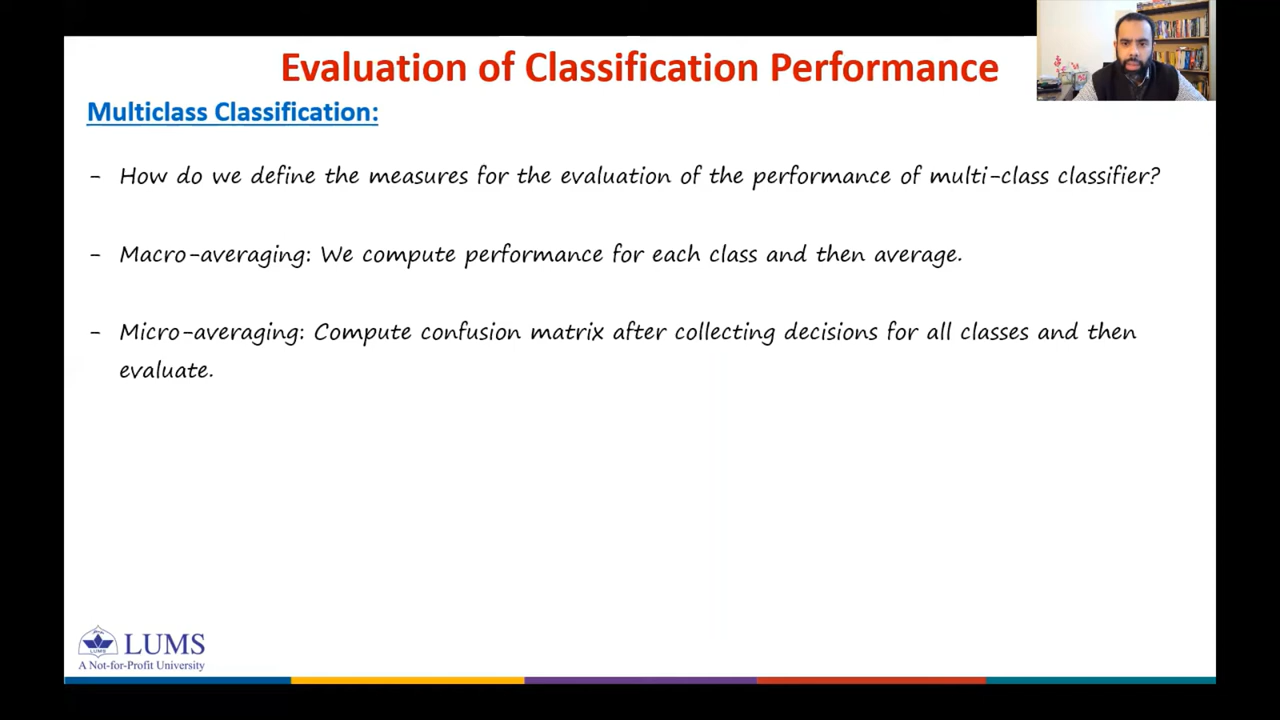 Evaluation of Classification Performance
Multiclass Classification:
- How do we define the measures for the evaluation of the performance of multi-class classifier?
- Macro-averaging: We compute performance for each class and then average.
- Micro-averaging: Compute confusion matrix after collecting decisions for all classes and then
evaluate.
LUMS
LUMS
A Not-for-Profit University